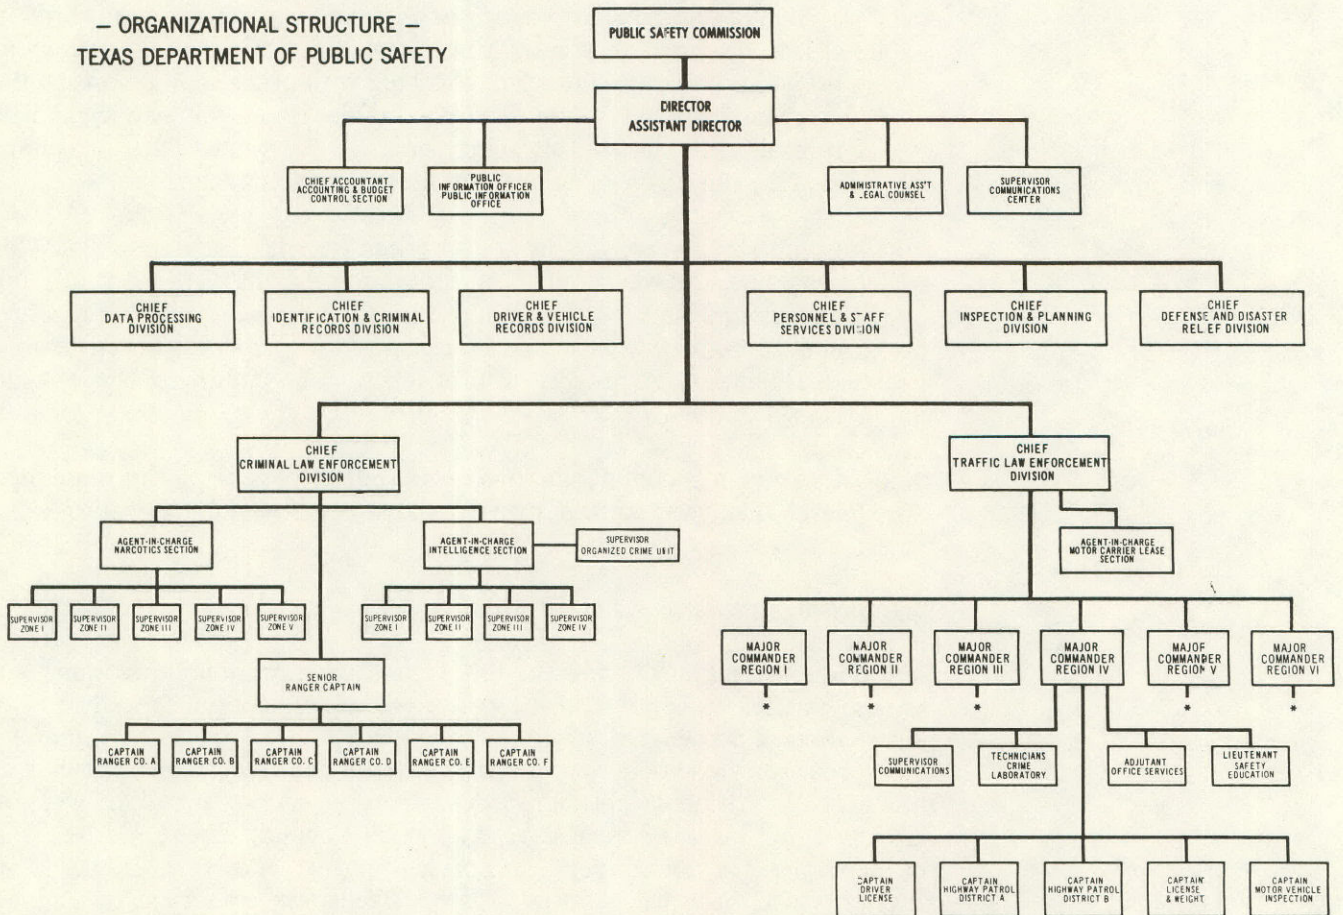 — ORGANIZATIONAL STRUCTURE —
TEXAS DEPARTMENT OF PUBLIC SAFETY
PUBLIC SAFETY COMMISSION
DIRECTOR
ASSISTANT DIRECTOR
CHIEF ACCOUNTANT
ACCOUNTING & BUDGET
CONTROL SECTION
PUBLIC
INFORMATION OFFICER
PUBLIC INFORMATION
OFFICE
ADMINISTRATIVE ASS'T
& LEGAL COUNSEL
SUPERVISOR
COMMUNICATIONS
CENTER
CHIEF
DATA PROCESSING
DIVISION
CHIEF
IDENTIFICATION & CRIMINAL
RECORDS DIVISION
CHIEF
DRIVER & VEHICLE
RECORDS DIVISION
CHIEF
PERSONNEL & STAFF
SERVICES DIVISION
CHIEF
INSPECTION & PLANNING
DIVISION
CHIEF
DEFENSE AND DISASTER
RELIEF DIVISION
CHIEF
CRIMINAL LAW ENFORCEMENT
DIVISION
CHIEF
TRAFFIC LAW ENFORCEMENT
DIVISION
AGENT-IN-CHARGE
NARCOTICS SECTION
AGENT-IN-CHARGE
INTELLIGENCE SECTION
SUPERVISOR
ORGANIZED CRIME UNIT
AGENT-IN-CHARGE
MOTOR CARRIER LEASE
SECTION
SUPERVISOR
ZONE I
SUPERVISOR
ZONE II
SUPERVISOR
ZONE III
SUPERVISOR
ZONE IV
SUPERVISOR
ZONE V
SUPERVISOR
ZONE I
SUPERVISOR
ZONE II
SUPERVISOR
ZONE III
SUPERVISOR
ZONE IV
MAJOR
COMMANDER
REGION I
*
MAJOR
COMMANDER
REGION II
*
MAJOR
COMMANDER
REGION III
*
MAJOR
COMMANDER
REGION IV
MAJOR
COMMANDER
REGION V
*
MAJOR
COMMANDER
REGION VI
*
SENIOR
RANGER CAPTAIN
CAPTAIN
RANGER CO. A
CAPTAIN
RANGER CO. B
CAPTAIN
RANGER CO. C
CAPTAIN
RANGER CO. D
CAPTAIN
RANGER CO. E
CAPTAIN
RANGER CO. F
SUPERVISOR
COMMUNICATIONS
TECHNICIANS
CRIME
LABORATORY
ADJUTANT
OFFICE SERVICES
LIEUTENANT
SAFETY
EDUCATION
CAPTAIN
DRIVER
LICENSE
CAPTAIN
HIGHWAY PATROL
DISTRICT A
CAPTAIN
HIGHWAY PATROL
DISTRICT B
CAPTAIN
LICENSE
& WEIGHT
CAPTAIN
MOTOR VEHICLE
INSPECTION